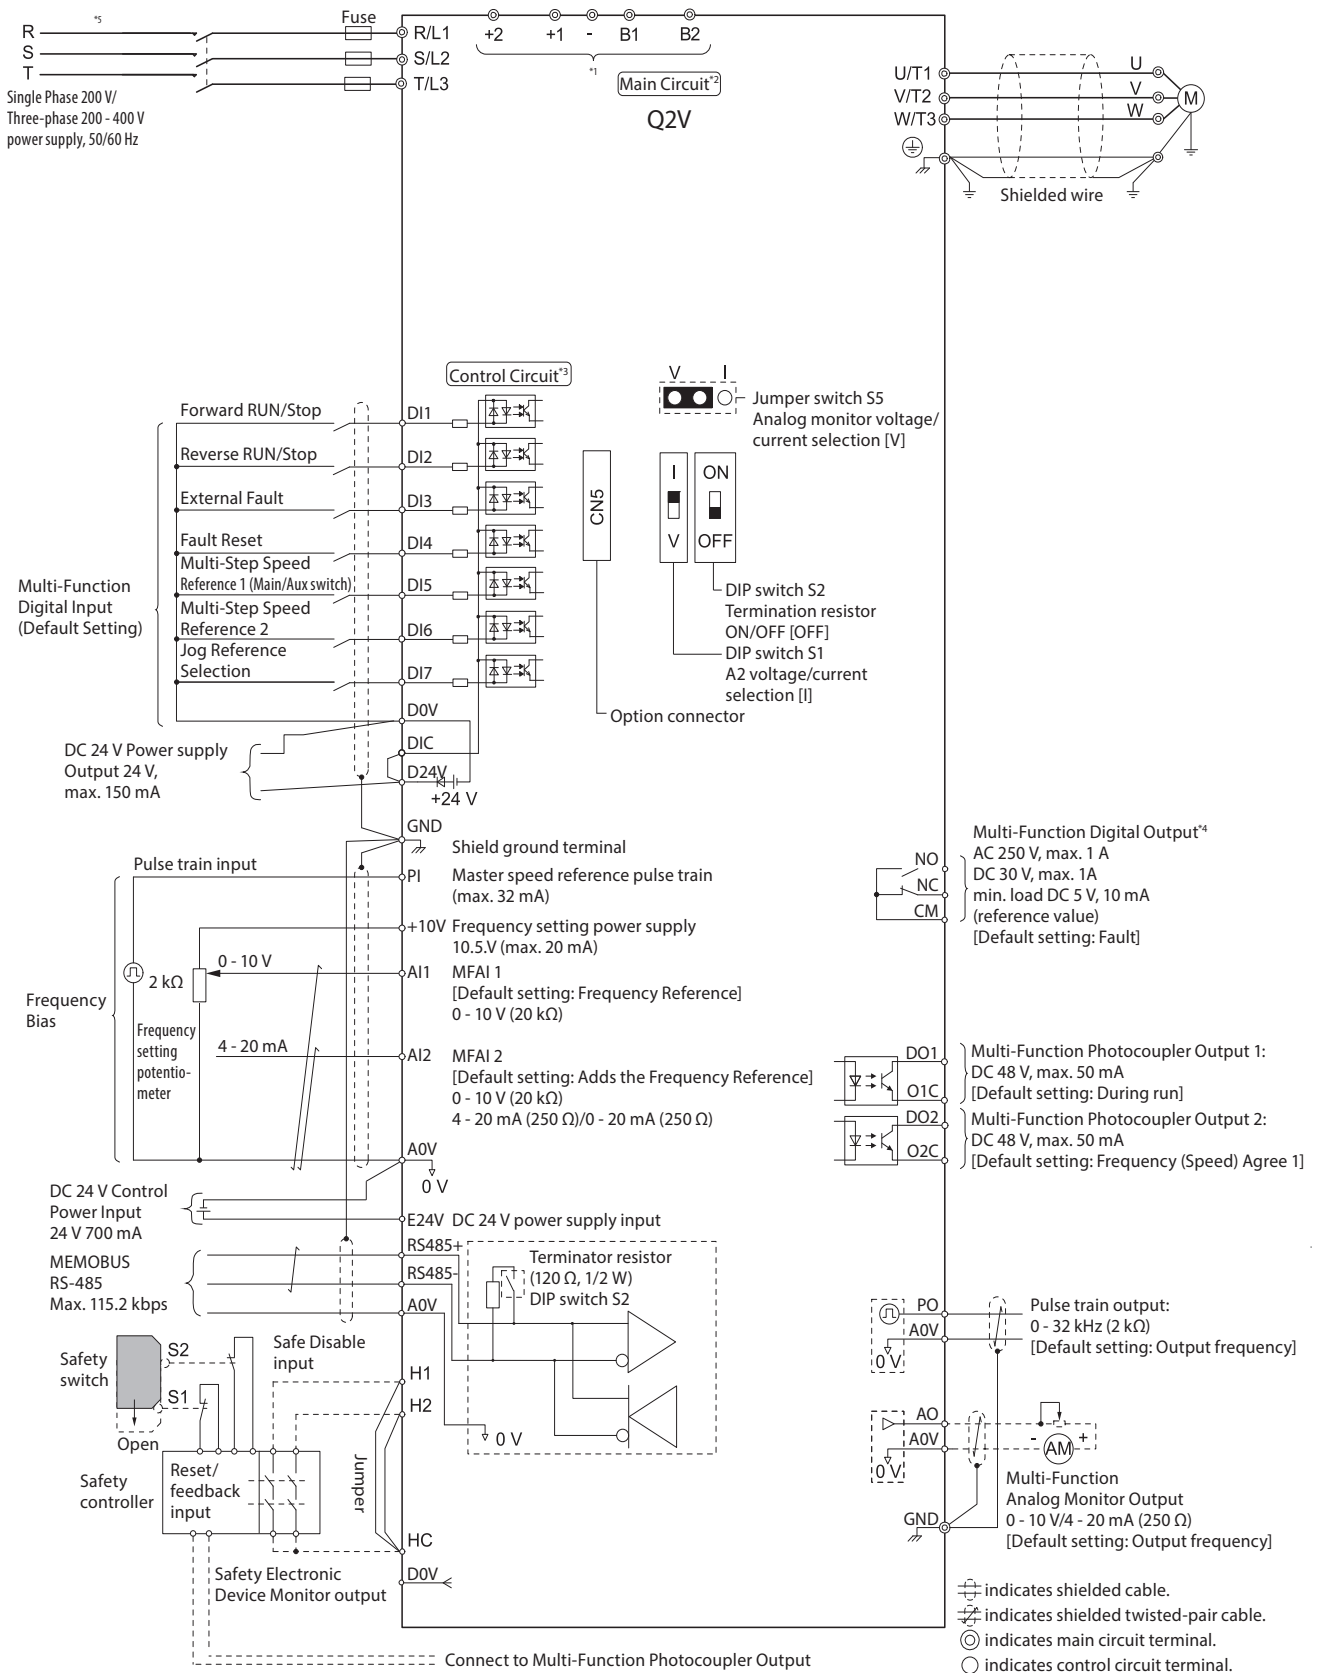 R
*5
S
T
Fuse
Single Phase 200 V/
Three-phase 200 - 400 V
power supply, 50/60 Hz
R/L1
S/L2
T/L3
+2
+1
-
B1
B2
*1
Main Circuit*2
Q2V
U/T1
V/T2
W/T3
U
V
W
M
Shielded wire
Control Circuit*3
V
I
Jumper switch S5
Analog monitor voltage/
current selection [V]
Multi-Function
Digital Input
(Default Setting)
Forward RUN/Stop
DI1
Reverse RUN/Stop
DI2
External Fault
DI3
Fault Reset
DI4
Multi-Step Speed
Reference 1 (Main/Aux switch)
DI5
Multi-Step Speed
Reference 2
DI6
Jog Reference
Selection
DI7
CN5
I
V
ON
OFF
DIP switch S2
Termination resistor
ON/OFF [OFF]
DIP switch S1
A2 voltage/current
selection [I]
Option connector
D0V
DIC
D24V
+24 V
DC 24 V Power supply
Output 24 V,
max. 150 mA
GND
Shield ground terminal
Pulse train input
PI
Master speed reference pulse train
(max. 32 mA)
+10V
Frequency setting power supply
10.5.V (max. 20 mA)
0 - 10 V
AI1
MFAI 1
[Default setting: Frequency Reference]
0 - 10 V (20 kΩ)
2 kΩ
Frequency
Bias
Frequency
setting
potentio-
meter
4 - 20 mA
AI2
MFAI 2
[Default setting: Adds the Frequency Reference]
0 - 10 V (20 kΩ)
4 - 20 mA (250 Ω)/0 - 20 mA (250 Ω)
A0V
0 V
NO
NC
CM
Multi-Function Digital Output*4
AC 250 V, max. 1 A
DC 30 V, max. 1A
min. load DC 5 V, 10 mA
(reference value)
[Default setting: Fault]
DO1
O1C
Multi-Function Photocoupler Output 1:
DC 48 V, max. 50 mA
[Default setting: During run]
DO2
O2C
Multi-Function Photocoupler Output 2:
DC 48 V, max. 50 mA
[Default setting: Frequency (Speed) Agree 1]
DC 24 V Control
Power Input
24 V 700 mA
E24V
DC 24 V power supply input
MEMOBUS
RS-485
Max. 115.2 kbps
RS485+
RS485-
A0V
Terminator resistor
(120 Ω, 1/2 W)
DIP switch S2
0 V
Safety
switch
S2
S1
Open
Safe Disable
input
H1
H2
Jumper
HC
Safety
controller
Reset/
feedback
input
Safety Electronic
Device Monitor output
D0V
Connect to Multi-Function Photocoupler Output
PO
A0V
0 V
Pulse train output:
0 - 32 kHz (2 kΩ)
[Default setting: Output frequency]
AO
A0V
0 V
-
+
AM
Multi-Function
Analog Monitor Output
0 - 10 V/4 - 20 mA (250 Ω)
[Default setting: Output frequency]
GND
indicates shielded cable.
indicates shielded twisted-pair cable.
indicates main circuit terminal.
indicates control circuit terminal.